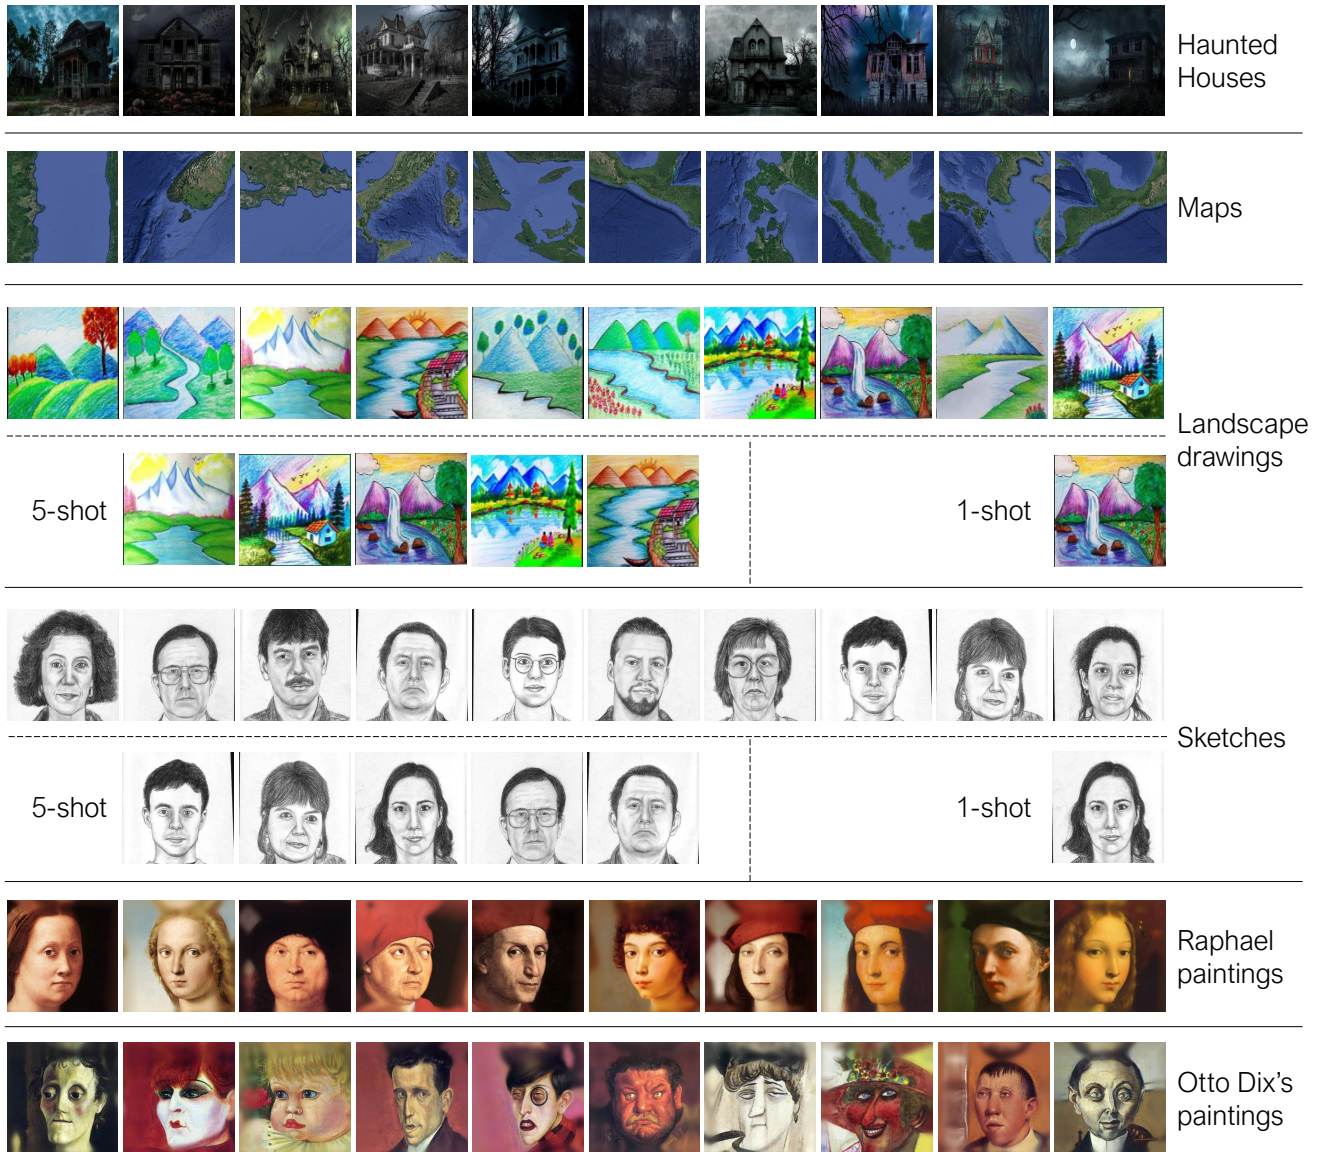 Haunted
Houses
Maps
Landscape
drawings
5-shot
1-shot
Sketches
5-shot
1-shot
Raphael
paintings
Otto Dix's
paintings